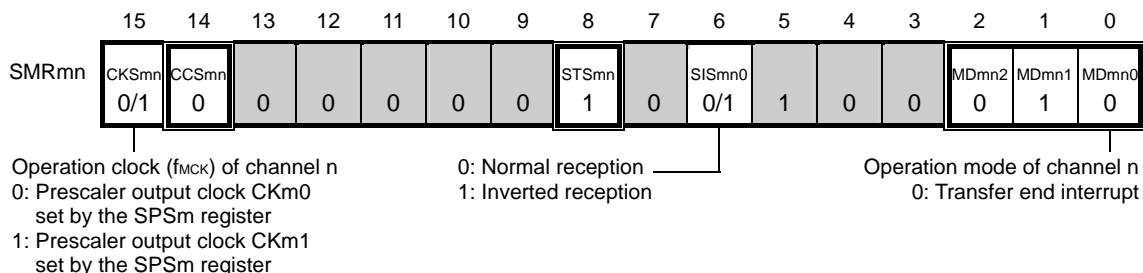 15 14 13 12 11 10 9 8 7 6 5 4 3 2 1 0
SMRmn CKSmn CCSmn STSmn SISmn0 MDmn2 MDmn1 MDmn0
0/1 0 0 0 0 0 0 1 0 0/1 1 0 0 0 1 0
Operation clock (fMCK) of channel n
0: Prescaler output clock CKm0
set by the SPSm register
1: Prescaler output clock CKm1
set by the SPSm register
0: Normal reception
1: Inverted reception
Operation mode of channel n
0: Transfer end interrupt